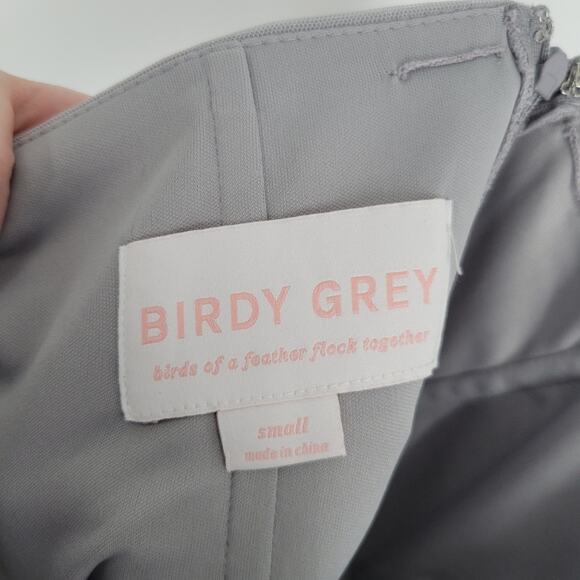 BIRDY GREY
birds of a feather flock together
small
made in china